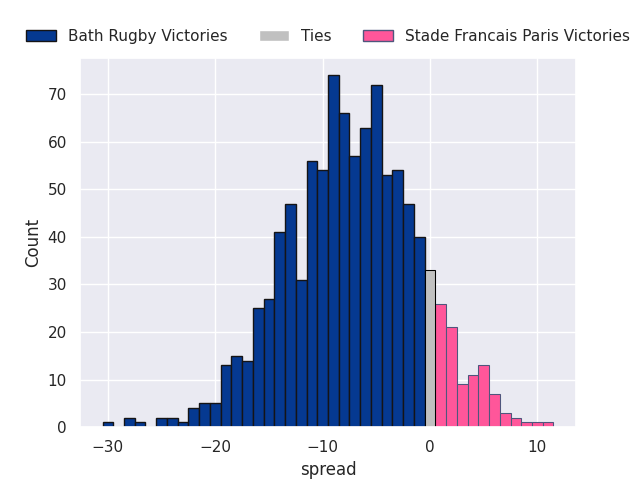 Bath Rugby Victories Ties Stade Francais Paris Victories
70
60
50
40
30
20
10
0
Count
−30 −20 −10 0 10
spread